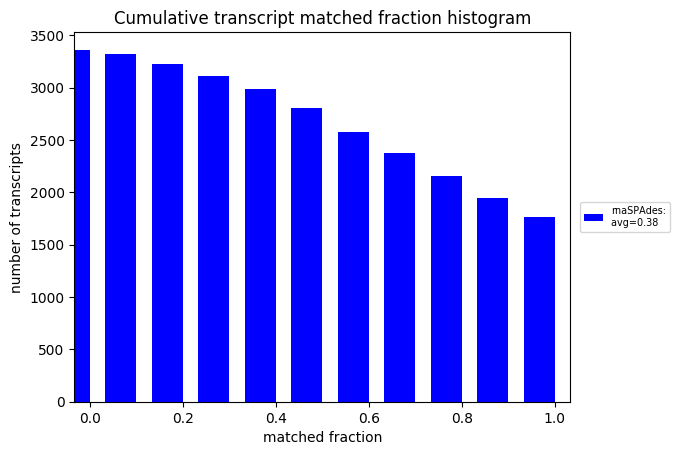 Cumulative transcript matched fraction histogram
number of transcripts
3500
3000
2500
2000
1500
1000
500
0
0.0 0.2 0.4 0.6 0.8 1.0
matched fraction
rnaSPAdes:
avg=0.38